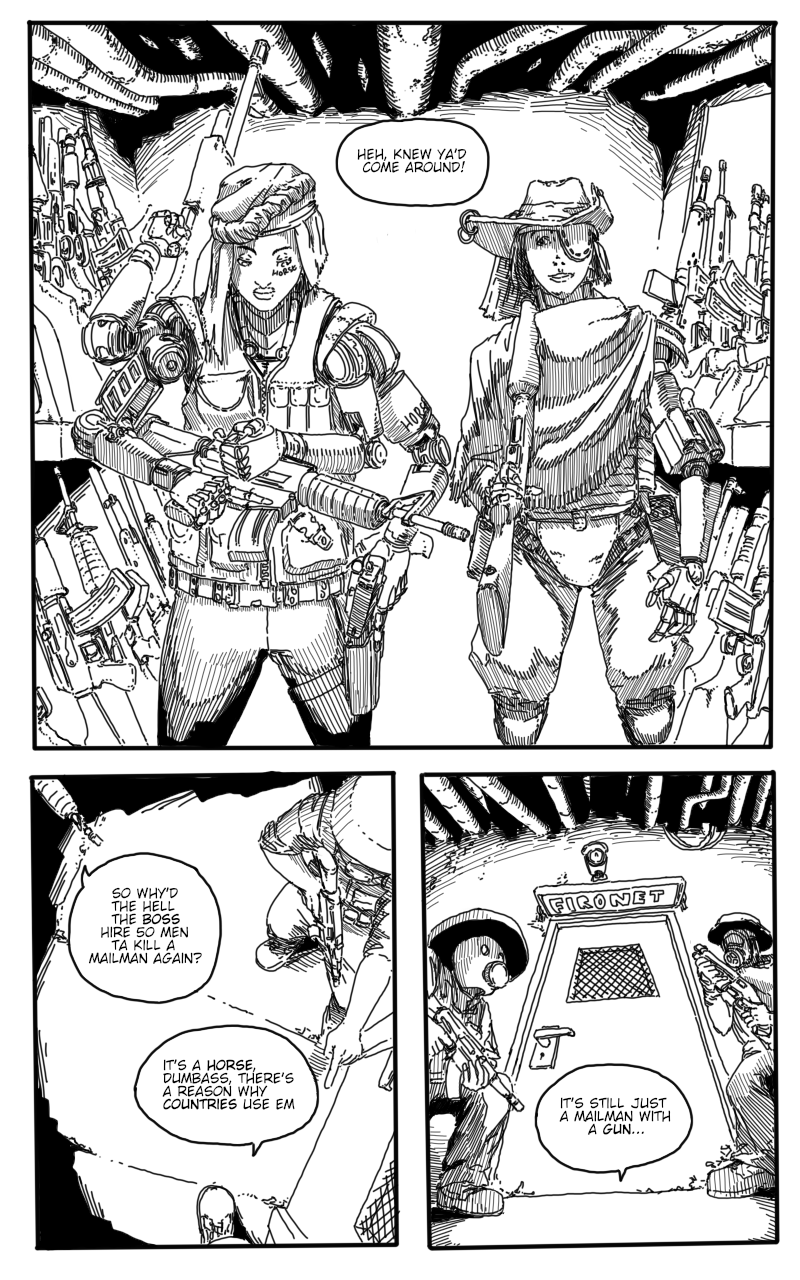 HEH, KNEW YA'D
COME AROUND!
HORSE
HORSE
SO WHY'D
THE HELL
THE BOSS
HIRE SO MEN
TA KILL A
MAILMAN AGAIN?
IT'S A HORSE,
DUMBASS, THERE'S
A REASON WHY
COUNTRIES USE EM
FIRONET
IT'S STILL JUST
A MAILMAN WITH
A GUN...